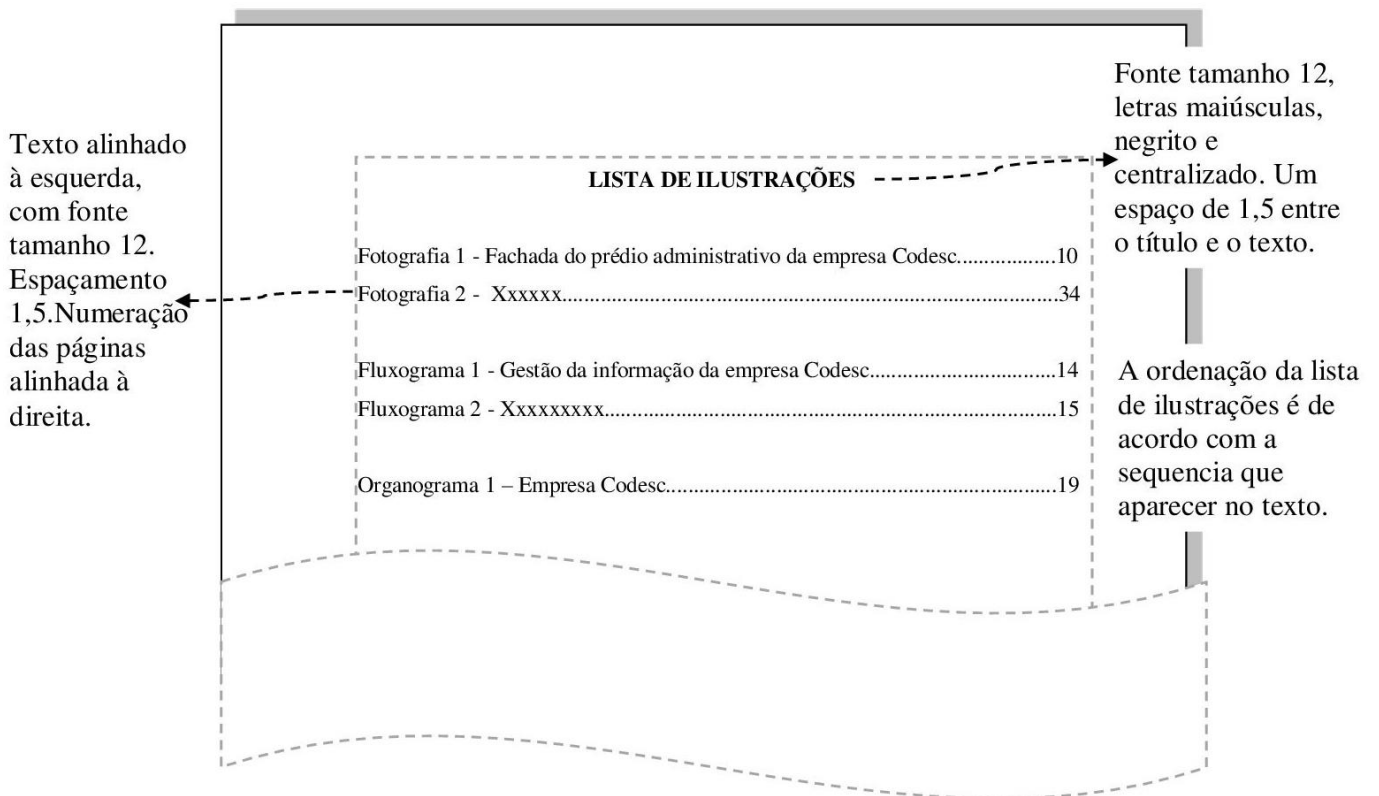 Texto alinhado
à esquerda,
com fonte
tamanho 12.
Espaçamento
1,5.Numeração
das páginas
alinhada à
direita.
LISTA DE ILUSTRAÇÕES
Fotografia 1 - Fachada do prédio administrativo da empresa Codesc..................10
Fotografia 2 - Xxxxxx............................................................................................34
Fluxograma 1 - Gestão da informação da empresa Codesc...................................14
Fluxograma 2 - Xxxxxxxxx....................................................................................15
Organograma 1 – Empresa Codesc.........................................................................19
Fonte tamanho 12,
letras maiúsculas,
negrito e
centralizado. Um
espaço de 1,5 entre
o título e o texto.
A ordenação da lista
de ilustrações é de
acordo com a
sequencia que
aparecer no texto.